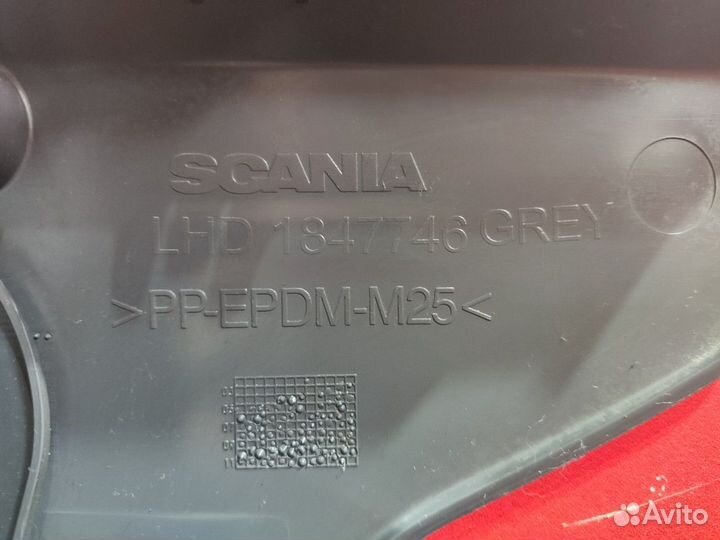 SCANIA
LHD 1847746 GREY
>PP-EPDM-M25<
Avito